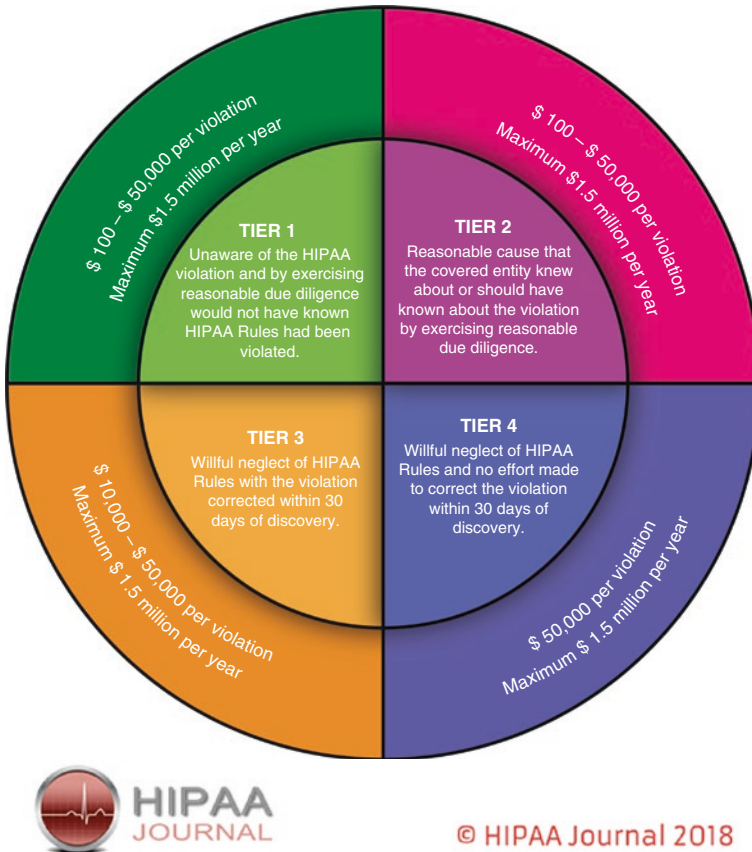 $ 100 – $ 50,000 per violation
Maximum $1.5 million per year
TIER 1
Unaware of the HIPAA
violation and by exercising
reasonable due diligence
would not have known
HIPAA Rules had been
violated.
$ 100 – $ 50,000 per violation
Maximum $1.5 million per year
TIER 2
Reasonable cause that
the covered entity knew
about or should have
known about the violation
by exercising reasonable
due diligence.
$ 10,000 – $ 50,000 per violation
Maximum $ 1.5 million per year
TIER 3
Willful neglect of HIPAA
Rules with the violation
corrected within 30
days of discovery.
TIER 4
Willful neglect of HIPAA
Rules and no effort made
to correct the violation
within 30 days of
discovery.
$ 50,000 per violation
Maximum $ 1.5 million per year
HIPAA
JOURNAL
© HIPAA Journal 2018